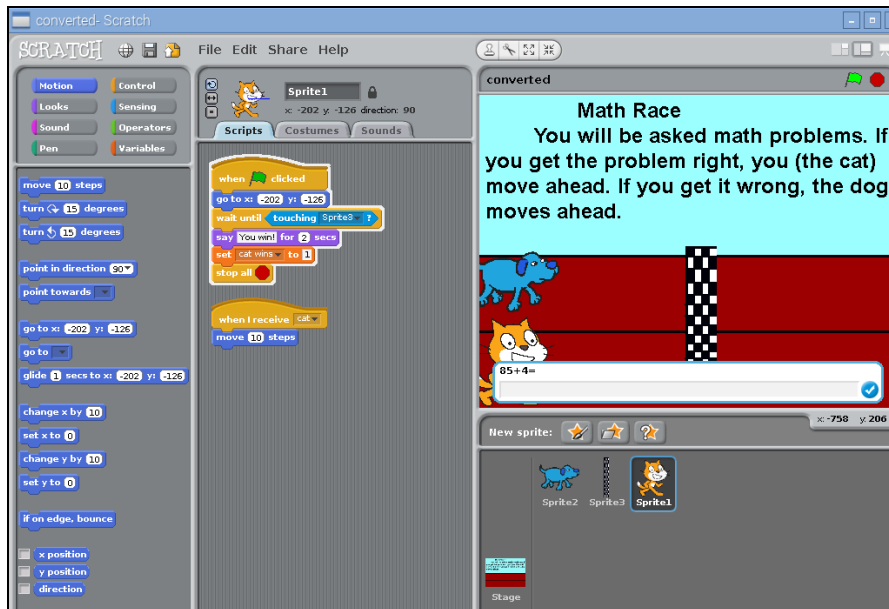 converted- Scratch
SCRATCH File Edit Share Help
Motion Control
Looks Sensing
Sound Operators
Pen Variables
move 10 steps
turn 15 degrees
turn 15 degrees
point in direction 90
point towards
go to x: -202 y: -126
go to
glide 1 secs to x: -202 y: -126
change x by 10
set x to 0
change y by 10
set y to 0
if on edge, bounce
x position
y position
direction
Sprite1
x: -202 y: -126 direction: 90
Scripts Costumes Sounds
when clicked
go to x: -202 y: -126
wait until touching Sprite3 ?
say You win! for 2 secs
set cat wins to 1
stop all
when I receive cat
move 10 steps
converted
Math Race
You will be asked math problems. If
you get the problem right, you (the cat)
move ahead. If you get it wrong, the dog
moves ahead.
85+4=
x: -758 y: 206
New sprite:
Sprite2 Sprite3 Sprite1
Stage